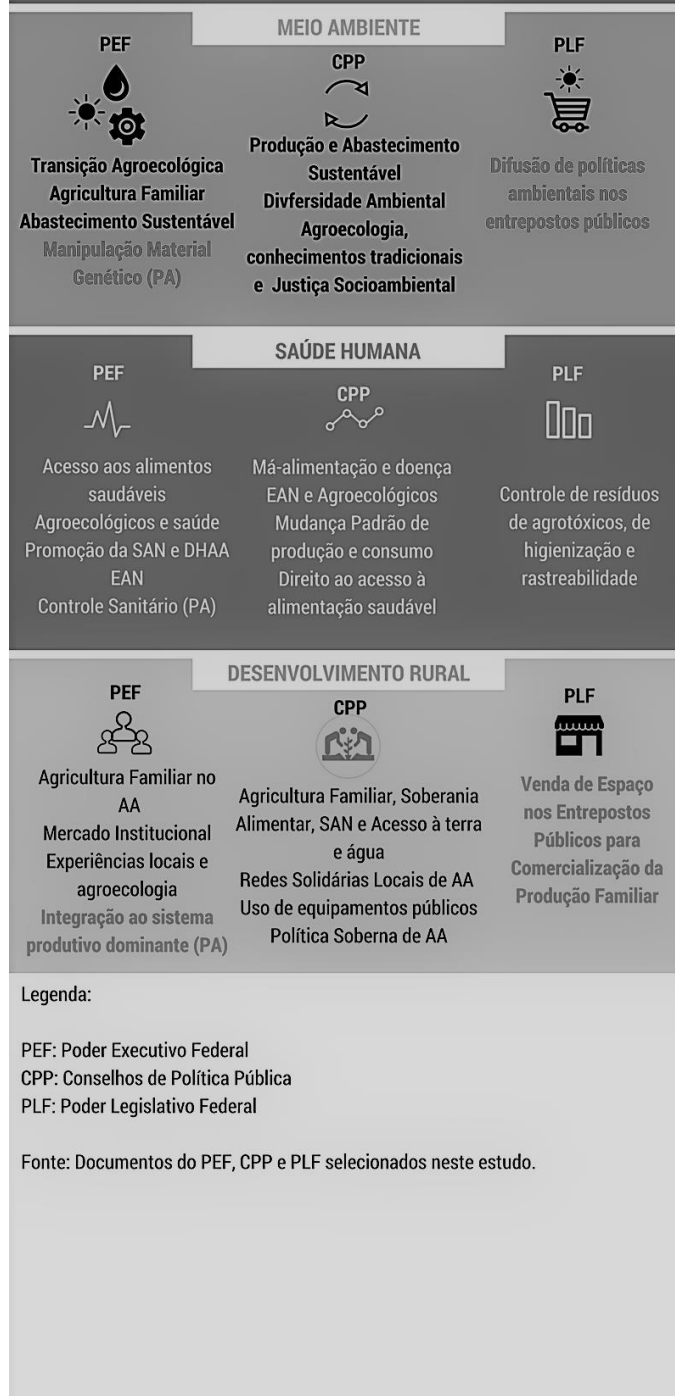 MEIO AMBIENTE
PEF
Transição Agroecológica
Agricultura Familiar
Abastecimento Sustentável
Manipulação Material
Genético (PA)
CPP
Produção e Abastecimento
Sustentável
Divfersidade Ambiental
Agroecologia,
conhecimentos tradicionais
e Justiça Socioambiental
PLF
Difusão de políticas
ambientais nos
entrepostos públicos
SAÚDE HUMANA
PEF
Acesso aos alimentos
saudáveis
Agroecológicos e saúde
Promoção da SAN e DHAA
EAN
Controle Sanitário (PA)
CPP
Má-alimentação e doença
EAN e Agroecológicos
Mudança Padrão de
produção e consumo
Direito ao acesso à
alimentação saudável
PLF
Controle de resíduos
de agrotóxicos, de
higienização e
rastreabilidade
DESENVOLVIMENTO RURAL
PEF
Agricultura Familiar no
AA
Mercado Institucional
Experiências locais e
agroecologia
Integração ao sistema
produtivo dominante (PA)
CPP
Agricultura Familiar, Soberania
Alimentar, SAN e Acesso à terra
e água
Redes Solidárias Locais de AA
Uso de equipamentos públicos
Política Soberna de AA
PLF
Venda de Espaço
nos Entrepostos
Públicos para
Comercialização da
Produção Familiar
Legenda:
PEF: Poder Executivo Federal
CPP: Conselhos de Política Pública
PLF: Poder Legislativo Federal
Fonte: Documentos do PEF, CPP e PLF selecionados neste estudo.